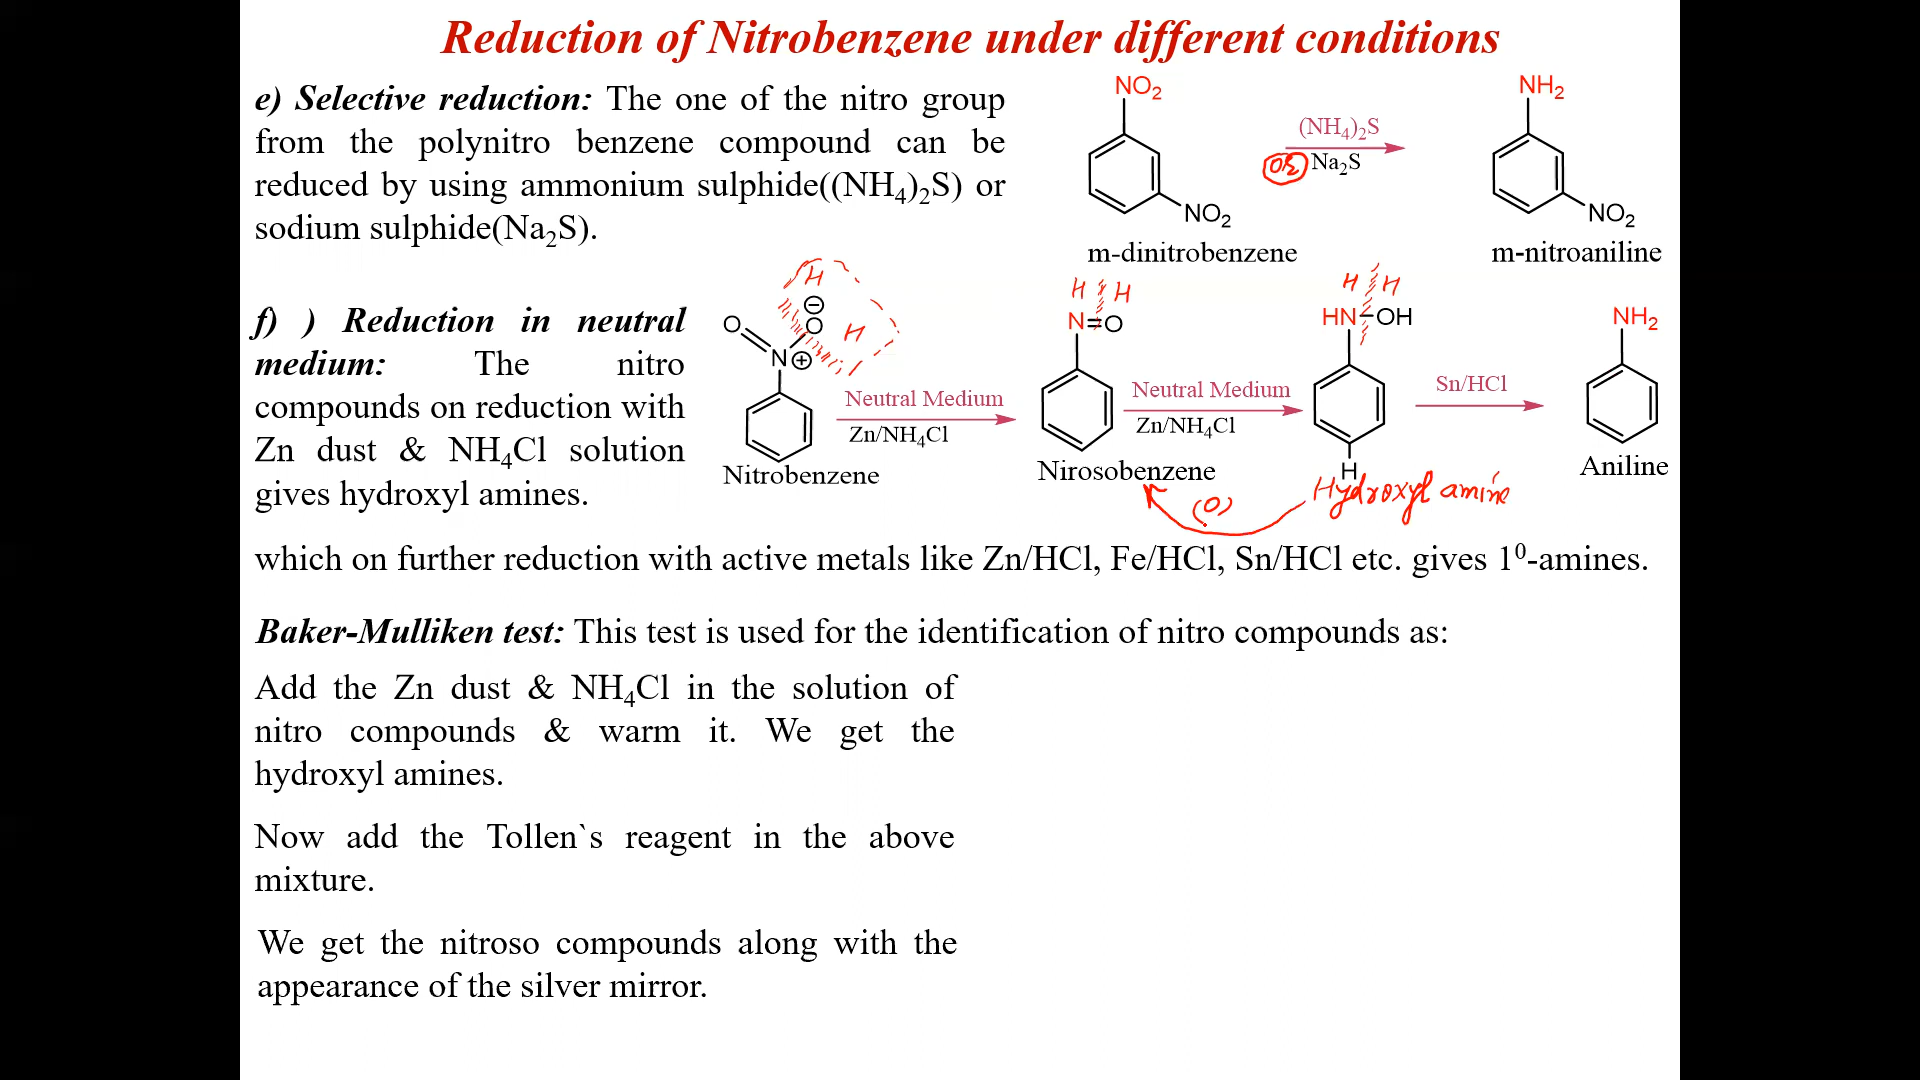 Reduction of Nitrobenzene under different conditions
e) Selective reduction: The one of the nitro group
from the polynitro benzene compound can be
reduced by using ammonium sulphide((NH₄)₂S) or
sodium sulphide(Na₂S).
NO₂
NO₂
m-dinitrobenzene
(NH₄)₂S
OR Na₂S
NH₂
NO₂
m-nitroaniline
f) ) Reduction in neutral
medium: The nitro
compounds on reduction with
Zn dust & NH₄Cl solution
gives hydroxyl amines.
H
H
⊖
O
O
N⊕
Nitrobenzene
Neutral Medium
Zn/NH₄Cl
H H
N=O
Nirosobenzene
Neutral Medium
Zn/NH₄Cl
H H
HN-OH
H
Hydroxyl amine
(O)
Sn/HCl
NH₂
Aniline
which on further reduction with active metals like Zn/HCl, Fe/HCl, Sn/HCl etc. gives 1⁰-amines.
Baker-Mulliken test: This test is used for the identification of nitro compounds as:
Add the Zn dust & NH₄Cl in the solution of
nitro compounds & warm it. We get the
hydroxyl amines.
Now add the Tollen`s reagent in the above
mixture.
We get the nitroso compounds along with the
appearance of the silver mirror.